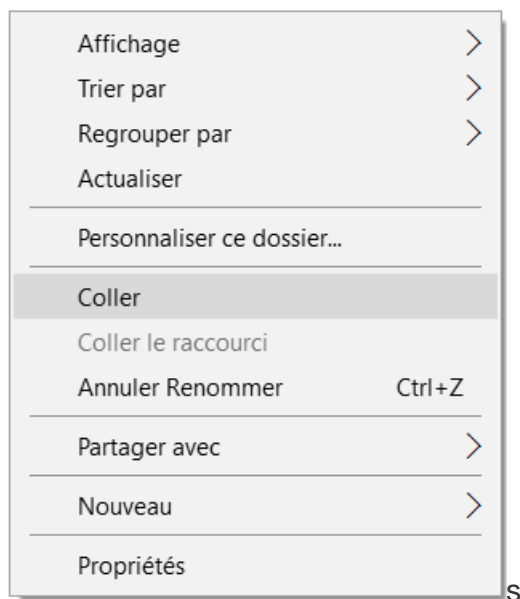 Affichage
Trier par
Regrouper par
Actualiser
Personnaliser ce dossier...
Coller
Coller le raccourci
Annuler Renommer Ctrl+Z
Partager avec
Nouveau
Propriétés
s